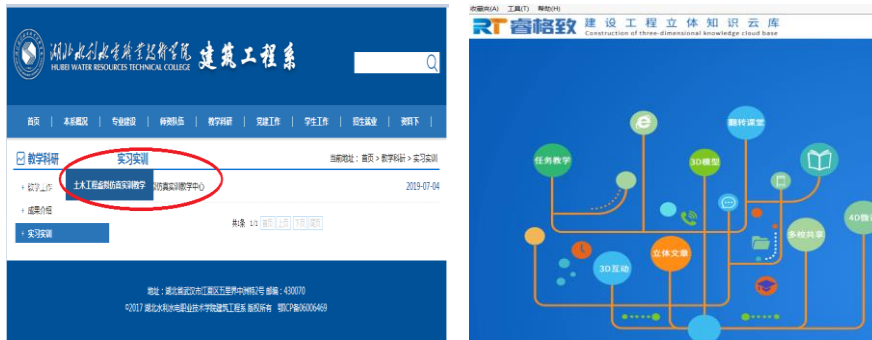 湖北水利水电职业技术学院 建筑工程系
HUBEI WATER RESOURCES TECHNICAL COLLEGE
首页 | 本系概况 | 专业建设 | 师资队伍 | 教学科研 | 党建工作 | 学生工作 | 招生就业 | 资料下 |
教学科研
实习实训
当前地址：首页 > 教学科研 > 实习实训
教学工作
土木工程虚拟仿真实训教学
仿真实训教学中心
2019-07-04
成果介绍
实习实训
共1条 1/1 首页 上页 下页 尾页
地址：湖北省武汉市江夏区五里界中洲特2号 邮编：430070
©2017 湖北水利水电职业技术学院建筑工程系 版权所有 鄂ICP备06006469
收藏夹(A) 工具(T) 帮助(H)
RT 睿格致 建设工程立体知识云库
Construction of three-dimensional knowledge cloud base
翻转课堂
任务教学
3D模型
多校共享
立体文章
3D互动